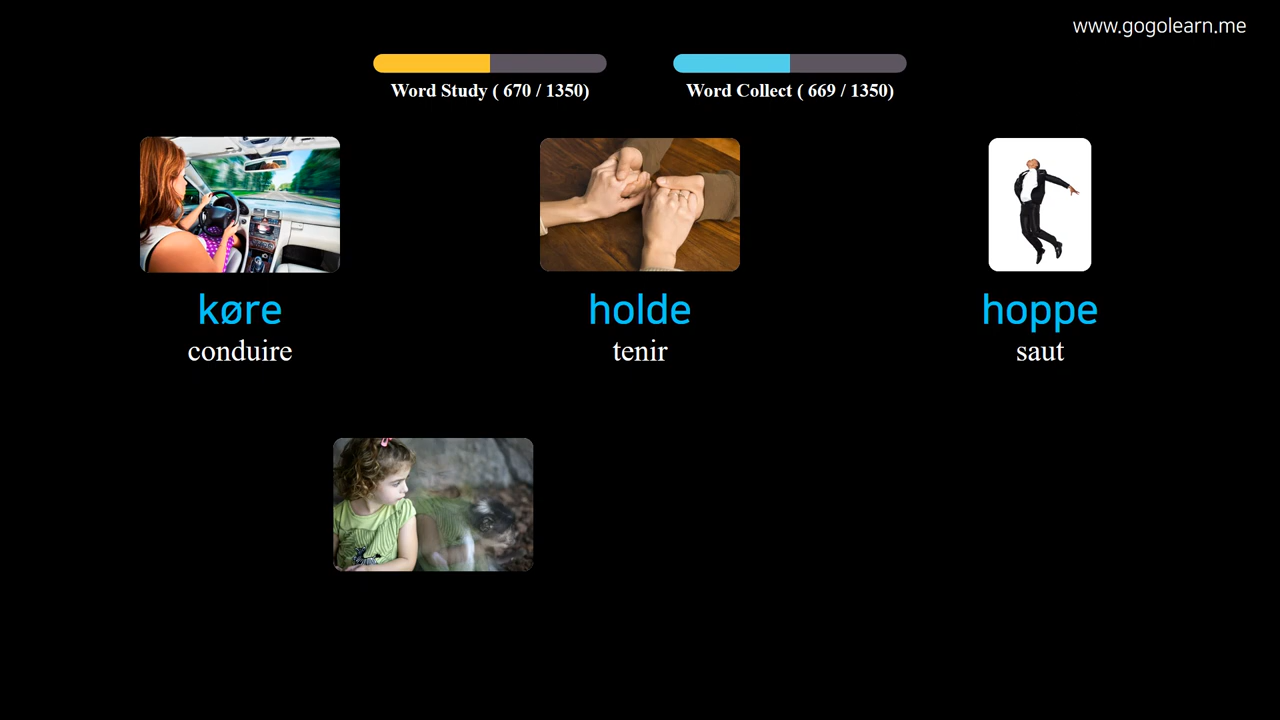 www.gogolearn.me
Word Study ( 670 / 1350)
Word Collect ( 669 / 1350)
køre
conduire
holde
tenir
hoppe
saut